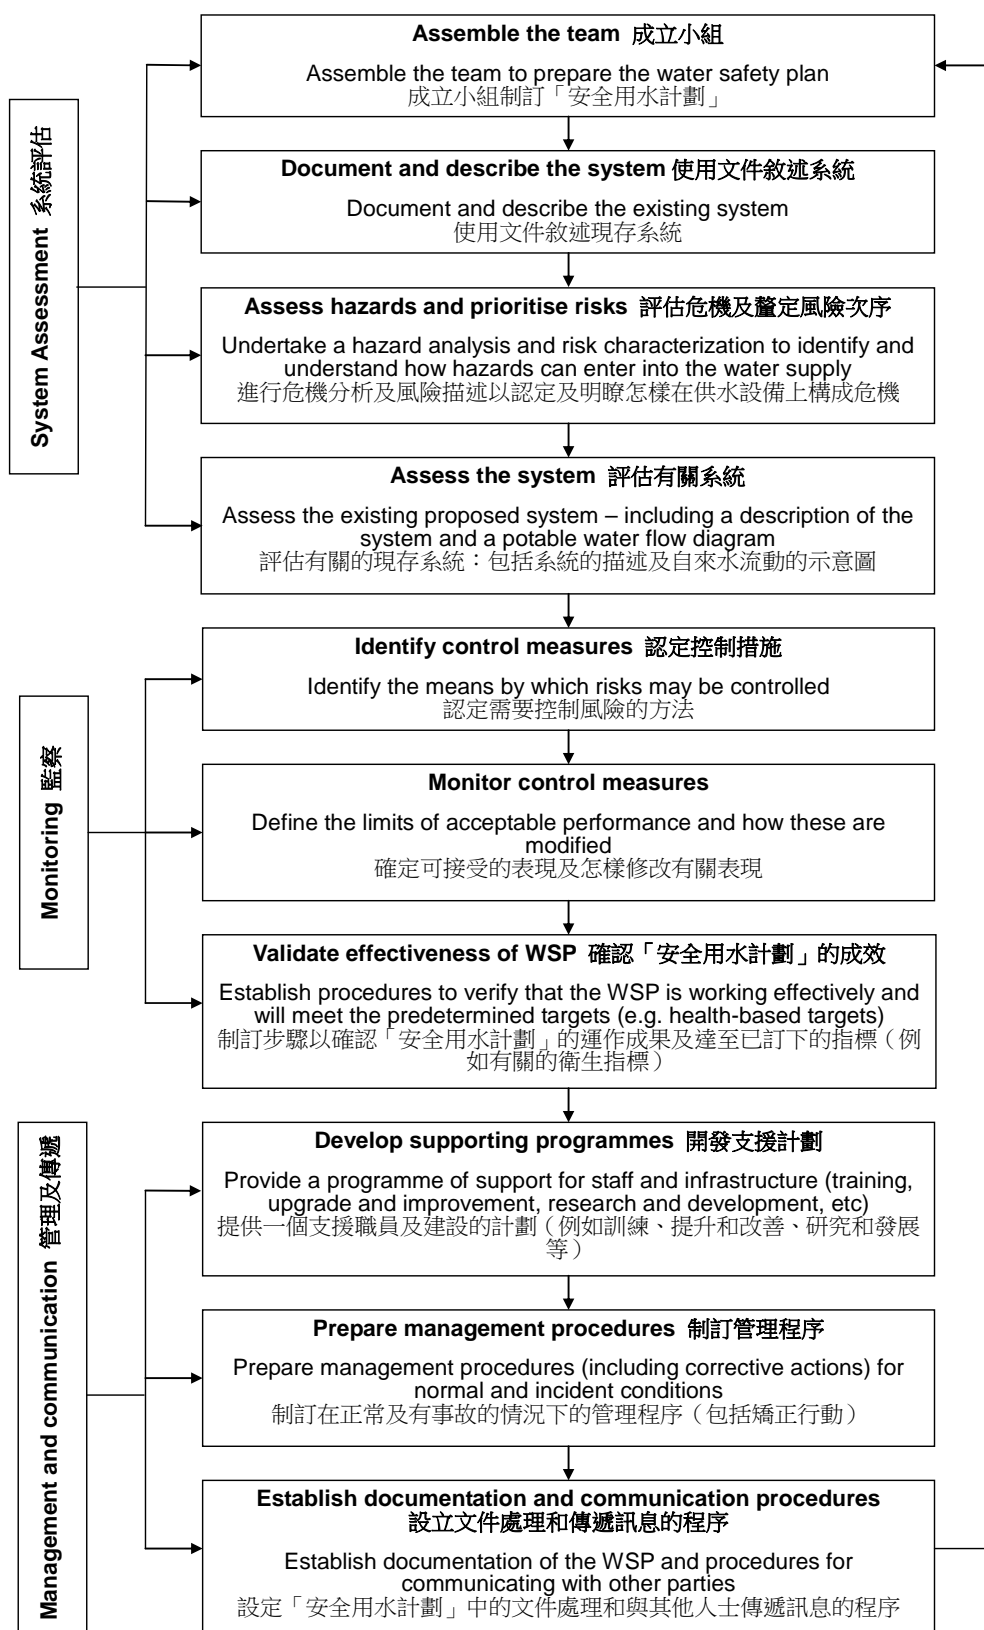 Assemble the team 成立小組
Assemble the team to prepare the water safety plan
成立小組制訂「安全用水計劃」
System Assessment 系統評估
Document and describe the system 使用文件敘述系統
Document and describe the existing system
使用文件敘述現存系統
Assess hazards and prioritise risks 評估危機及釐定風險次序
Undertake a hazard analysis and risk characterization to identify and
understand how hazards can enter into the water supply
進行危機分析及風險描述以認定及明瞭怎樣在供水設備上構成危機
Assess the system 評估有關系統
Assess the existing proposed system – including a description of the
system and a potable water flow diagram
評估有關的現存系統：包括系統的描述及自來水流動的示意圖
Identify control measures 認定控制措施
Identify the means by which risks may be controlled
認定需要控制風險的方法
Monitoring 監察
Monitor control measures
Define the limits of acceptable performance and how these are
modified
確定可接受的表現及怎樣修改有關表現
Validate effectiveness of WSP 確認「安全用水計劃」的成效
Establish procedures to verify that the WSP is working effectively and
will meet the predetermined targets (e.g. health-based targets)
制訂步驟以確認「安全用水計劃」的運作成果及達至已訂下的指標（例
如有關的衛生指標）
Management and communication 管理及傳遞
Develop supporting programmes 開發支援計劃
Provide a programme of support for staff and infrastructure (training,
upgrade and improvement, research and development, etc)
提供一個支援職員及建設的計劃（例如訓練、提升和改善、研究和發展
等）
Prepare management procedures 制訂管理程序
Prepare management procedures (including corrective actions) for
normal and incident conditions
制訂在正常及有事故的情況下的管理程序（包括矯正行動）
Establish documentation and communication procedures
設立文件處理和傳遞訊息的程序
Establish documentation of the WSP and procedures for
communicating with other parties
設定「安全用水計劃」中的文件處理和與其他人士傳遞訊息的程序